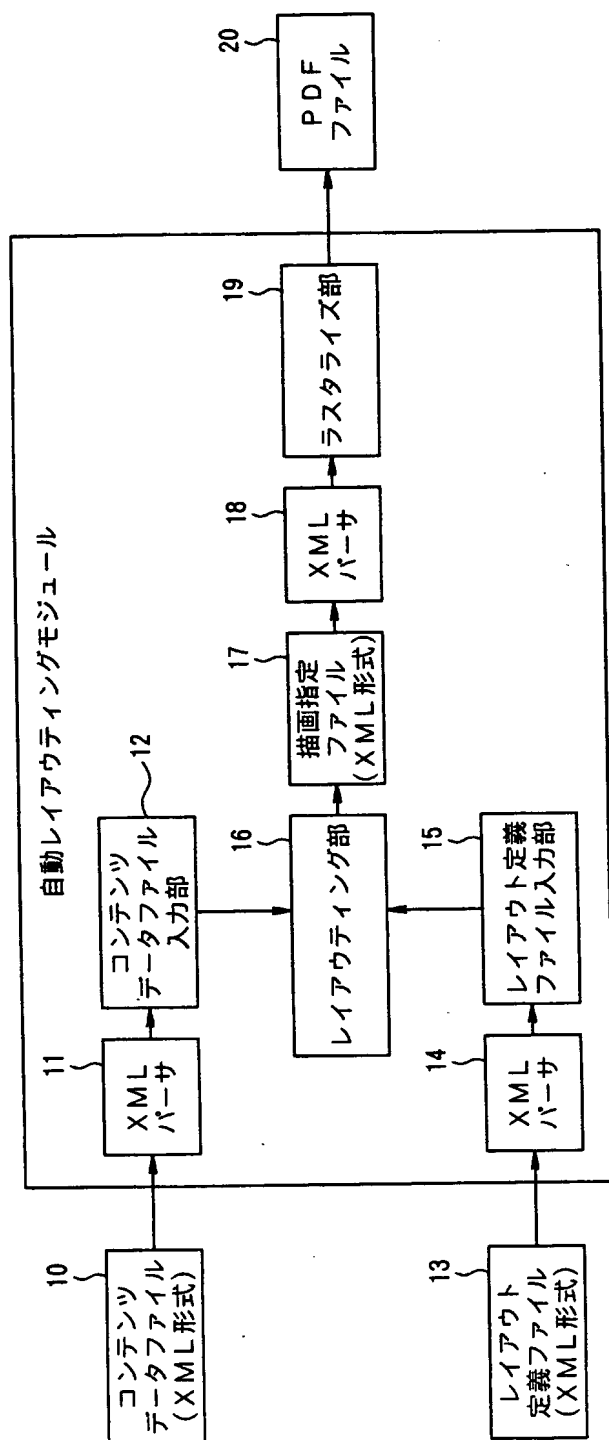 自動レイアウティングモジュール
10
コンテンツ
データファイル
(XML形式)
11
XML
パーサ
12
コンテンツ
データファイル
入力部
13
レイアウト
定義ファイル
(XML形式)
14
XML
パーサ
15
レイアウト定義
ファイル入力部
16
レイアウティング部
17
描画指定
ファイル
(XML形式)
18
XML
パーサ
19
ラスタライズ部
20
PDF
ファイル